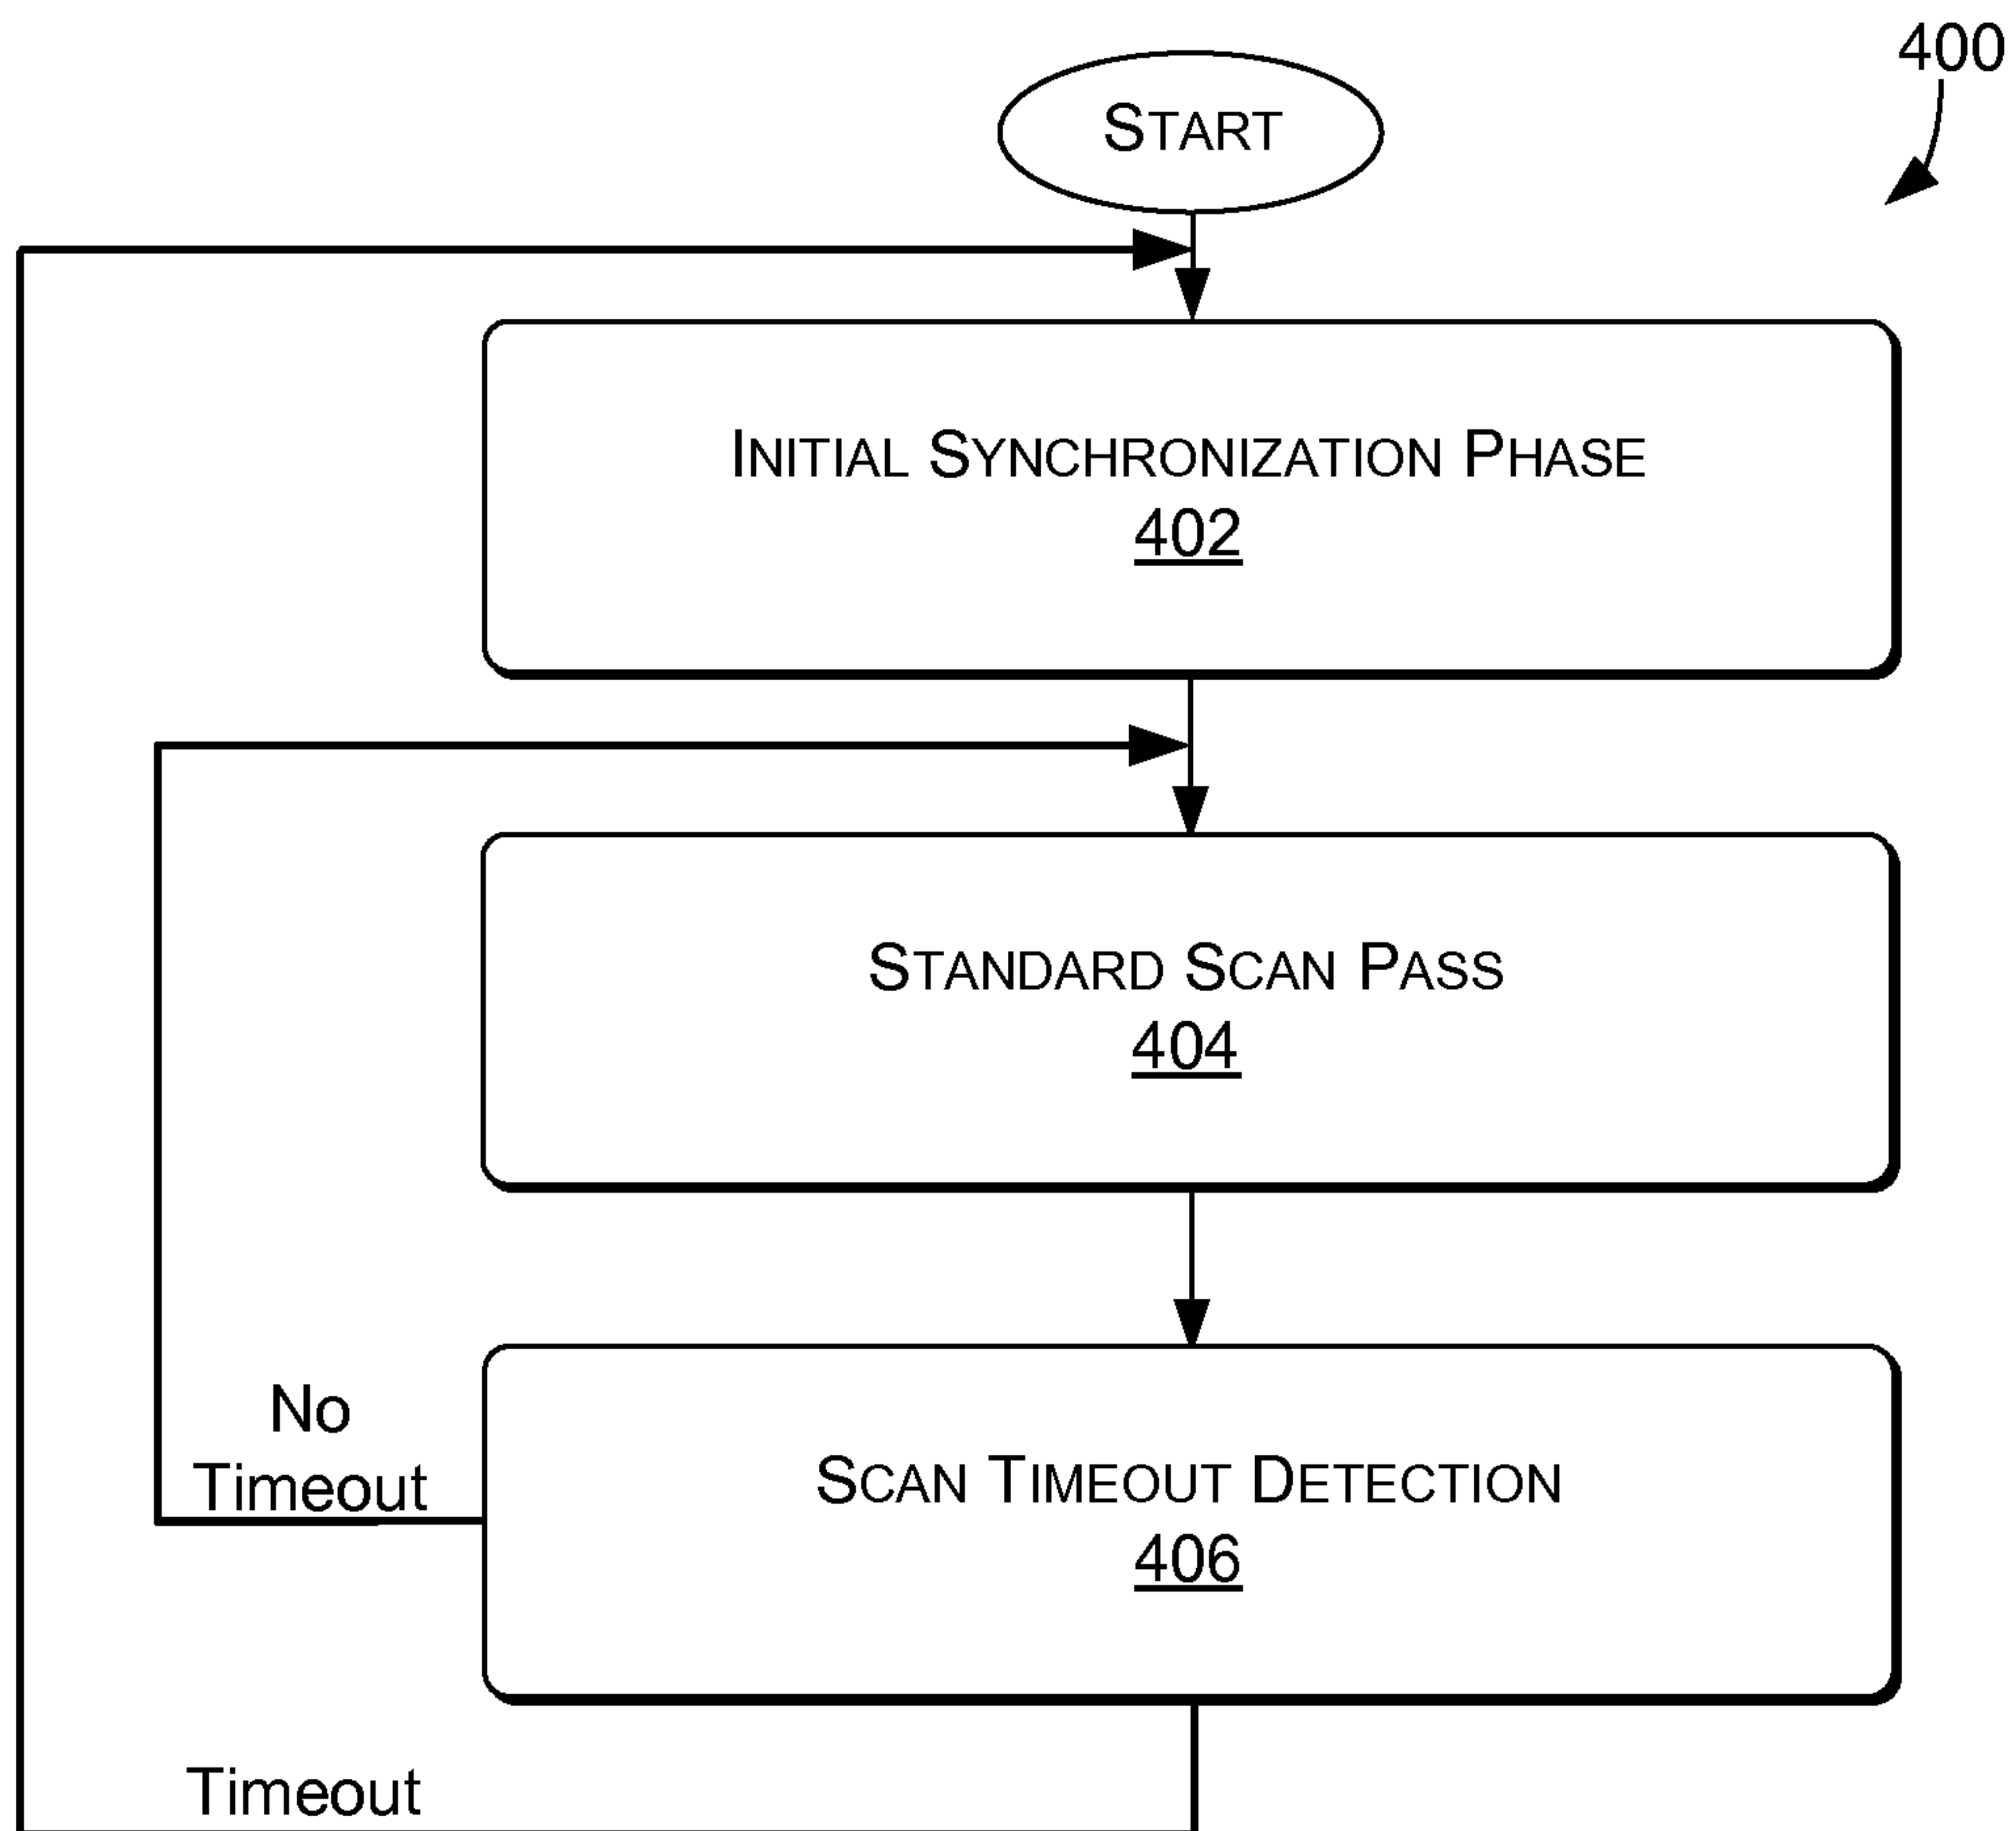 400
START
INITIAL SYNCHRONIZATION PHASE
402
STANDARD SCAN PASS
404
No
Timeout
SCAN TIMEOUT DETECTION
406
Timeout